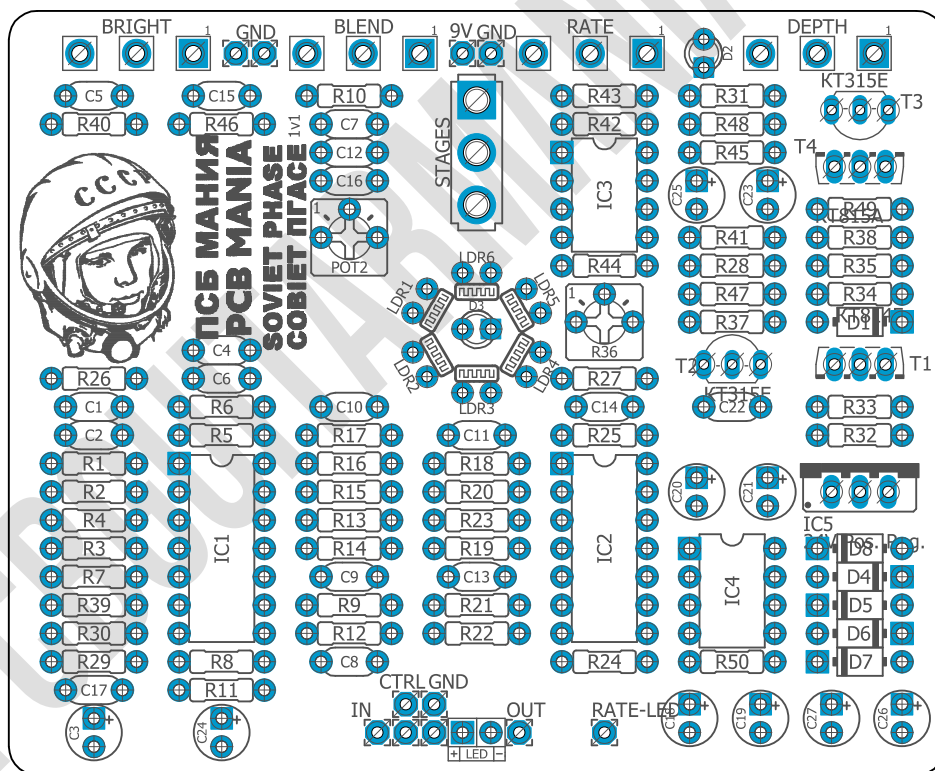 BRIGHT
1
GND
BLEND
1
9V GND
RATE
1
D2
DEPTH
1
C5
C15
R10
R43
R31
KT315E
T3
R40
R46
1v1
C7
R42
R48
STAGES
C12
IC3
R45
T4
C16
C25
C23
R49
KT815A
CCCP
ПСБ МАНИЯ
PCB MANIA
SOVIET PHASE
1
POT2
R41
R38
R44
R28
R35
LDR6
LDR1
LDR5
D3
1
R36
R47
R34
R37
D1
C4
LDR2
LDR4
LDR3
T2
KT315E
T1
R26
C6
R27
C1
R6
C10
C14
C22
R33
C2
R5
R17
C11
R25
R32
R1
R16
R18
R2
R15
R20
C20
C21
R4
IC1
R13
R23
IC2
IC5
R3
R14
R19
D8
R7
C9
C13
IC4
D4
R39
R9
R21
D5
R30
R12
R22
D6
R29
R8
C8
R24
R50
D7
C17
R11
CTRL GND
C3
C24
IN
OUT
RATE-LED
+ LED −
C19
C27
C26